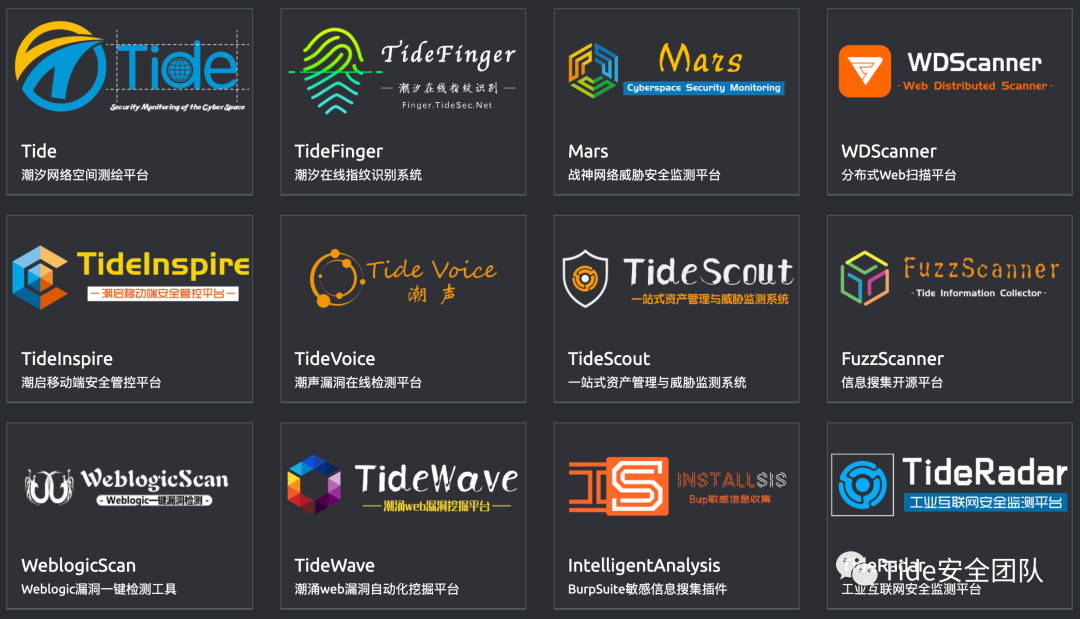 Tide
Security Monitoring of the CyberSpace
Tide
潮汐网络空间测绘平台
TideFinger
潮汐在线指纹识别
Finger.TideSec.Net
TideFinger
潮汐在线指纹识别系统
Mars
Cyberspace Security Monitoring
Mars
战神网络威胁安全监测平台
WDScanner
-Web Distributed Scanner-
WDScanner
分布式Web扫描平台
TideInspire
潮启移动端安全管控平台
TideInspire
潮启移动端安全管控平台
Tide Voice
潮声
TideVoice
潮声漏洞在线检测平台
TideScout
一站式资产管理与威胁监测系统
TideScout
一站式资产管理与威胁监测系统
FuzzScanner
-Tide Information Collector-
FuzzScanner
信息搜集开源平台
WeblogicScan
- Weblogic一键漏洞检测 -
WeblogicScan
Weblogic漏洞一键检测工具
TideWave
潮涌web漏洞挖掘平台
TideWave
潮涌web漏洞自动化挖掘平台
INSTALLSIS
Burp敏感信息收集
IntelligentAnalysis
BurpSuite敏感信息搜集插件
TideRadar
工业互联网安全监测平台
TideRadar
工业互联网安全监测平台
Tide安全团队